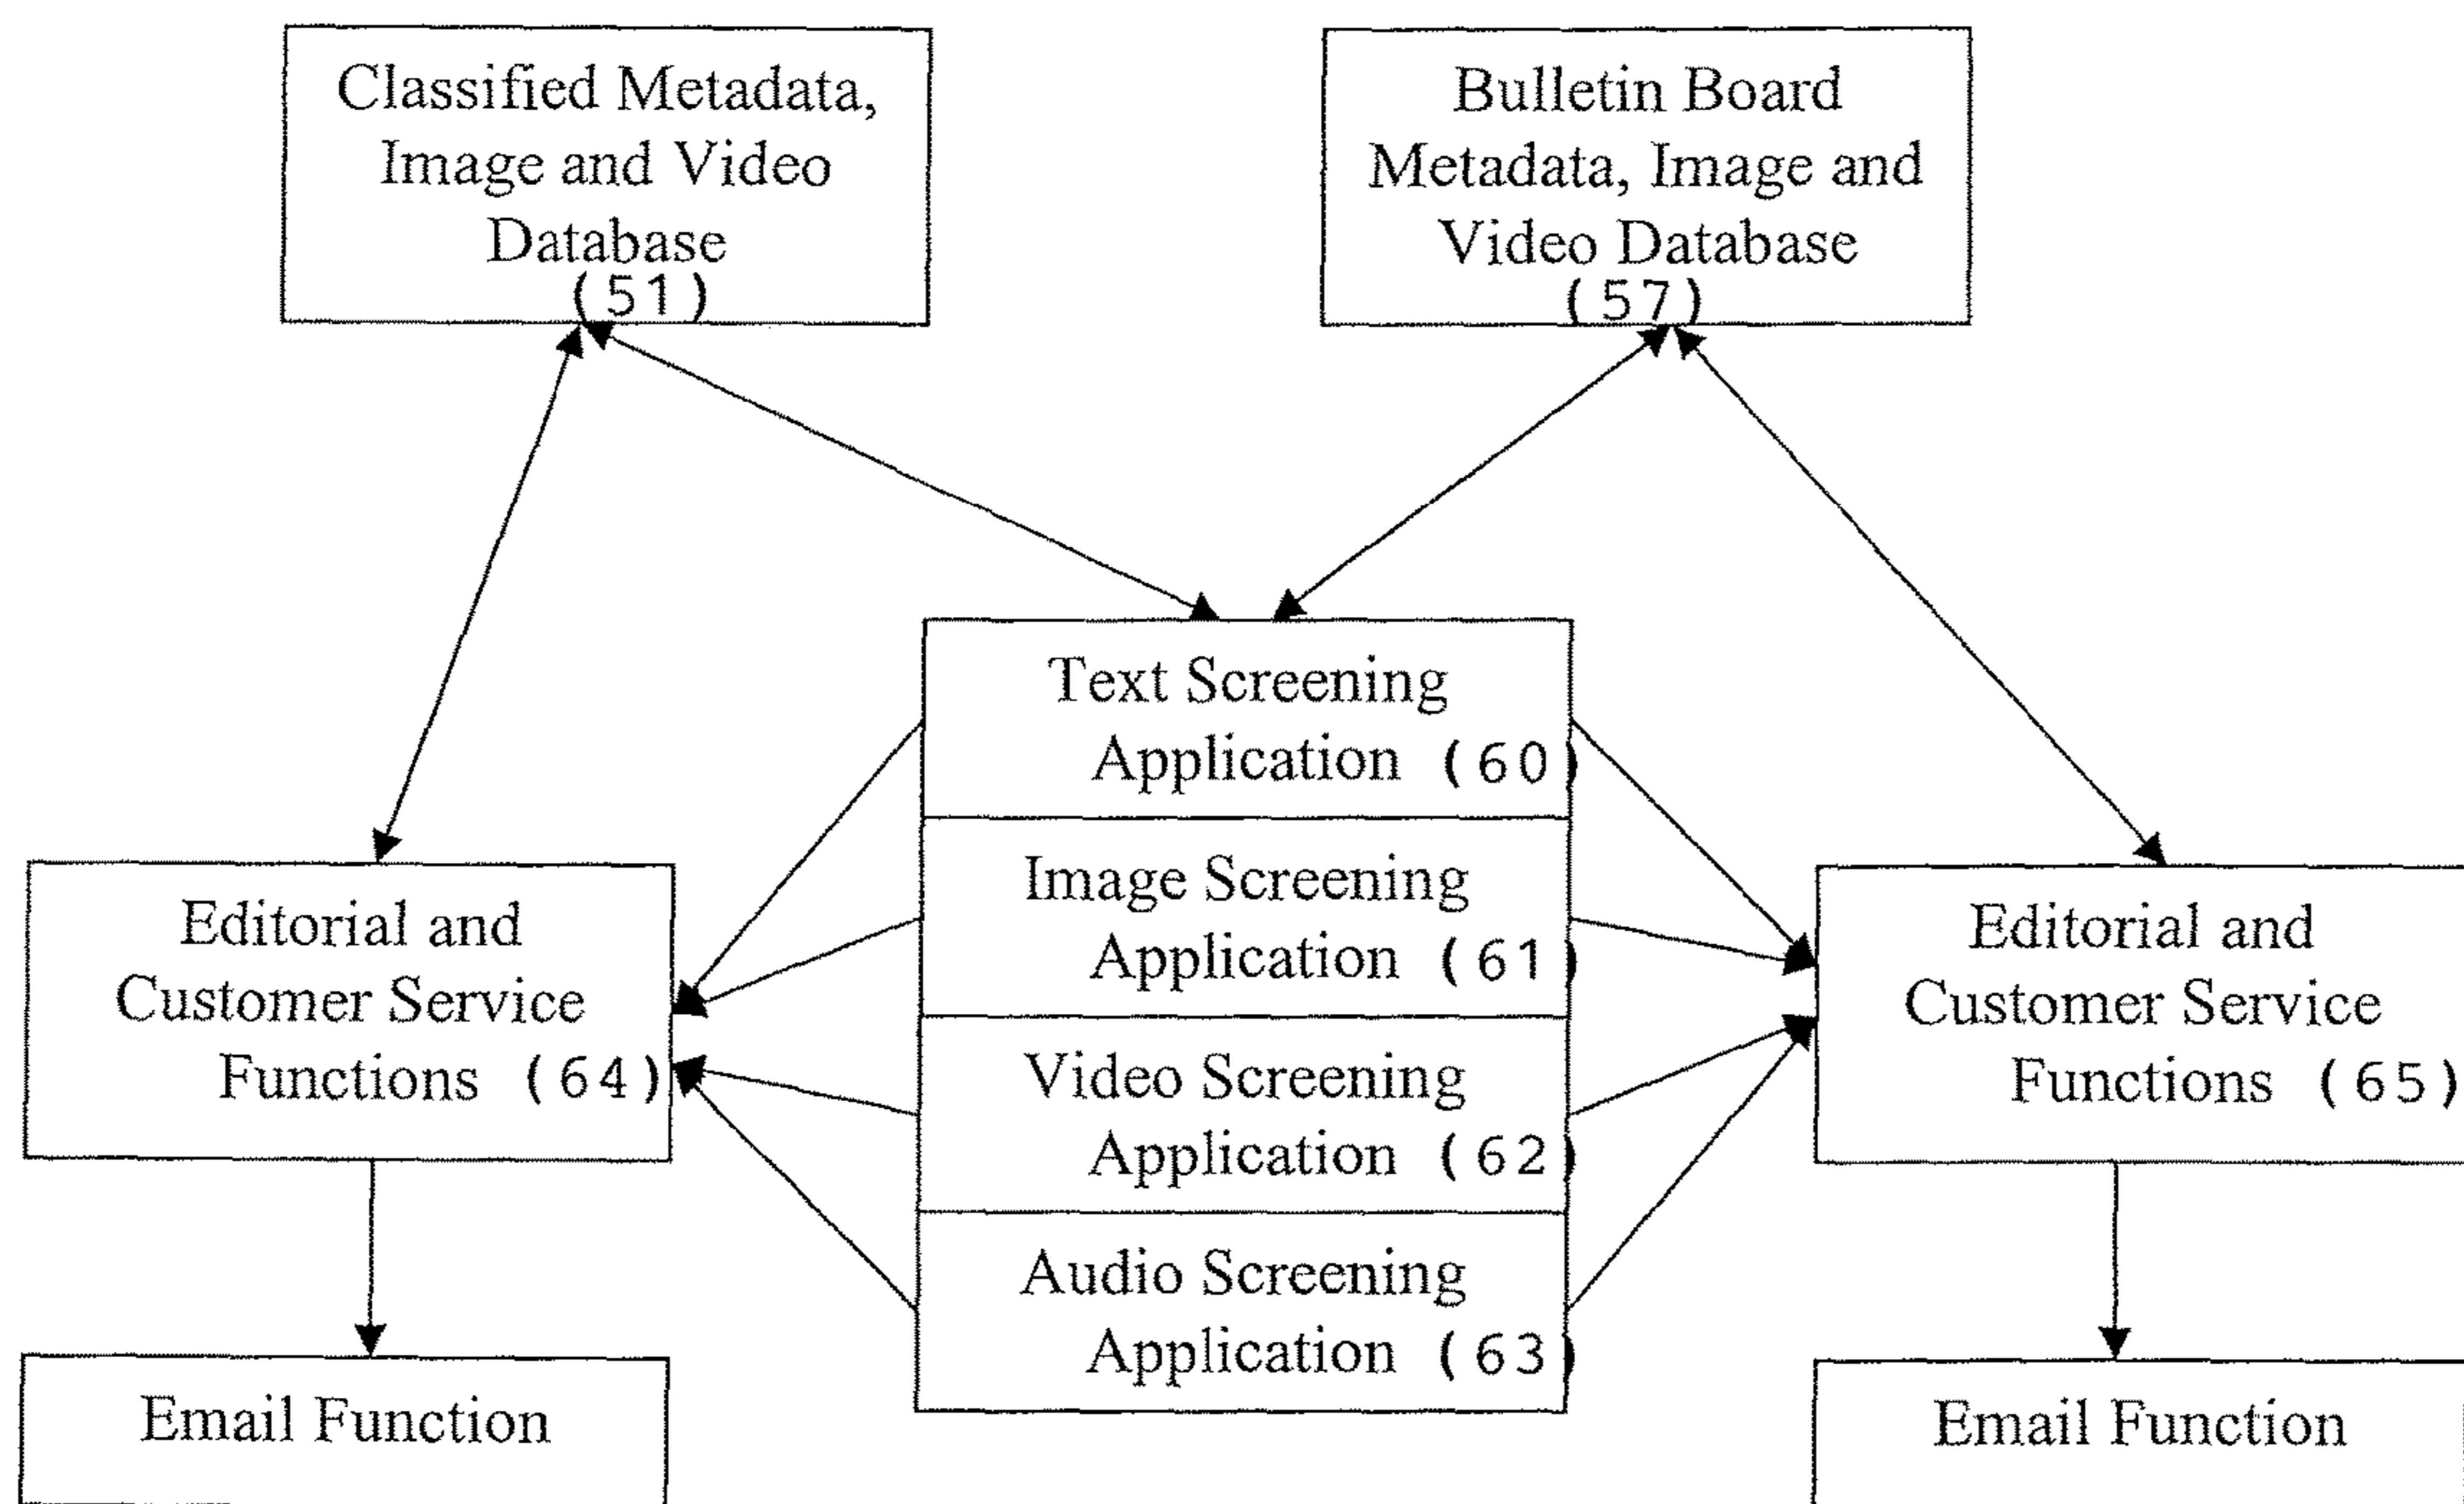 Classified Metadata,
Image and Video
Database
(51)
Bulletin Board
Metadata, Image and
Video Database
(57)
Text Screening
Application (60)
Image Screening
Application (61)
Video Screening
Application (62)
Audio Screening
Application (63)
Editorial and
Customer Service
Functions (64)
Editorial and
Customer Service
Functions (65)
Email Function
Email Function